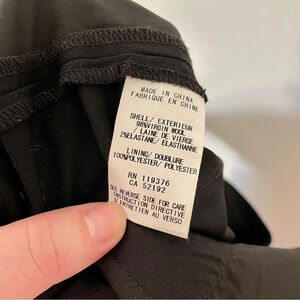 MADE IN CHINA
FABRIQUE EN CHINE
SHELL/ EXTERIEUR
98%VIRGIN WOOL
/ LAINE DE VIERGE
2%ELASTANE/ ELASTHANNE
LINING/ DOUBLURE
100%POLYESTER/ POLYESTER
RN 119376
CA 52192
SEE REVERSE SIDE FOR CARE
INSTRUCTION DIRECTIVE
D'ENTRETIEN AU VERSO